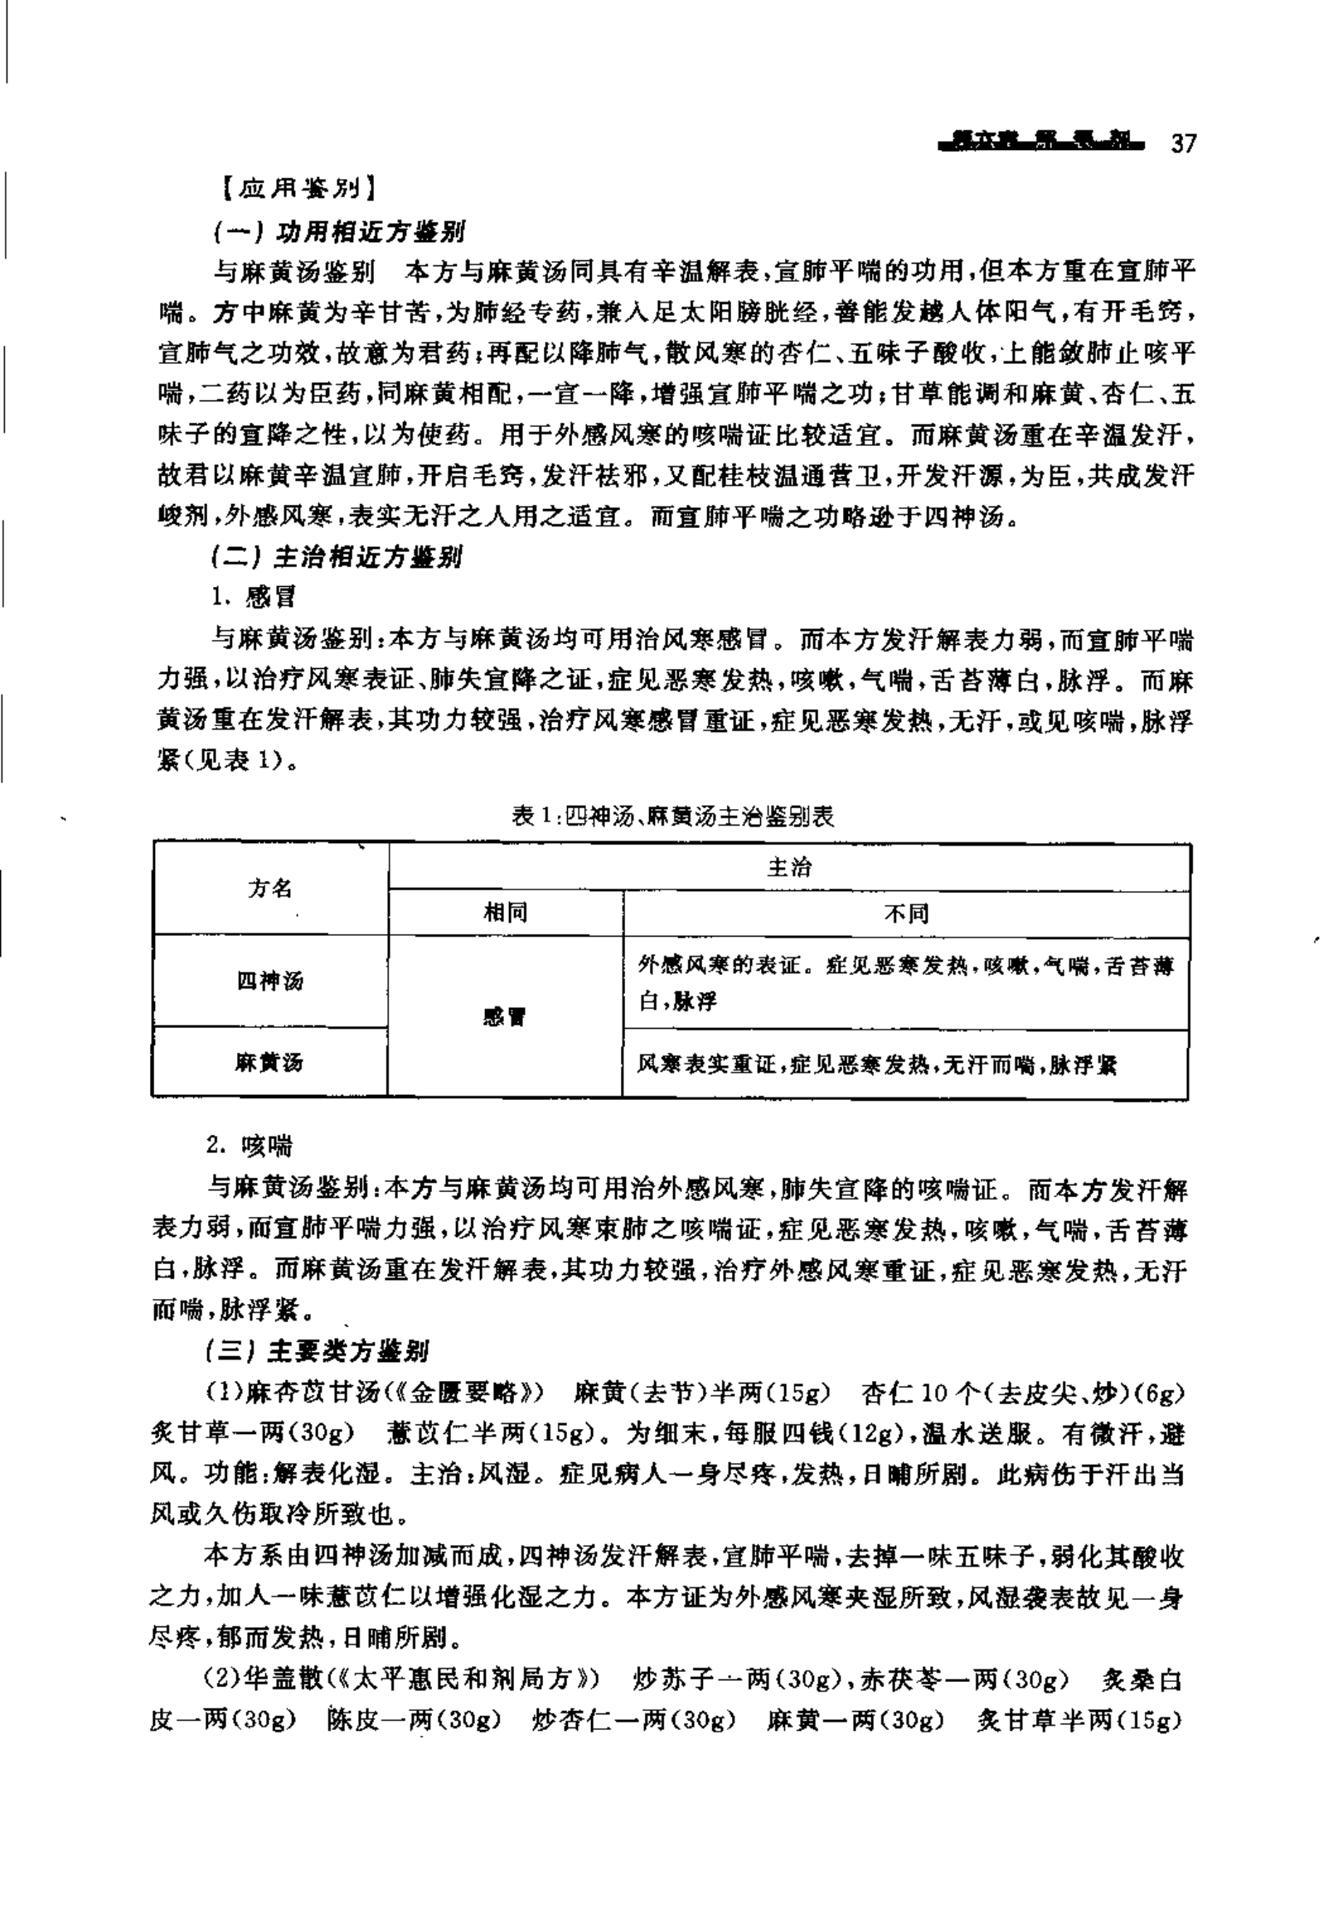 第六章 解 表 剂 37
【应用鉴别】
(一) 功用相近方鉴别
与麻黄汤鉴别 本方与麻黄汤同具有辛温解表,宣肺平喘的功用,但本方重在宣肺平
喘。方中麻黄为辛甘苦,为肺经专药,兼入足太阳膀胱经,善能发越人体阳气,有开毛窍,
宣肺气之功效,故意为君药;再配以降肺气,散风寒的杏仁、五味子酸收,上能敛肺止咳平
喘,二药以为臣药,同麻黄相配,一宣一降,增强宣肺平喘之功;甘草能调和麻黄、杏仁、五
味子的宣降之性,以为使药。用于外感风寒的咳喘证比较适宜。而麻黄汤重在辛温发汗,
故君以麻黄辛温宣肺,开启毛窍,发汗祛邪,又配桂枝温通营卫,开发汗源,为臣,共成发汗
峻剂,外感风寒,表实无汗之人用之适宜。而宣肺平喘之功略逊于四神汤。
(二) 主治相近方鉴别
1. 感冒
与麻黄汤鉴别:本方与麻黄汤均可用治风寒感冒。而本方发汗解表力弱,而宣肺平喘
力强,以治疗风寒表证、肺失宣降之证,症见恶寒发热,咳嗽,气喘,舌苔薄白,脉浮。而麻
黄汤重在发汗解表,其功力较强,治疗风寒感冒重证,症见恶寒发热,无汗,或见咳喘,脉浮
紧(见表 1)。
表 1:四神汤、麻黄汤主治鉴别表
方名
主治
相同
不同
四神汤
感冒
外感风寒的表证。症见恶寒发热,咳嗽,气喘,舌苔薄
白,脉浮
麻黄汤
风寒表实重证,症见恶寒发热,无汗而喘,脉浮紧
2. 咳喘
与麻黄汤鉴别:本方与麻黄汤均可用治外感风寒,肺失宣降的咳喘证。而本方发汗解
表力弱,而宣肺平喘力强,以治疗风寒束肺之咳喘证,症见恶寒发热,咳嗽,气喘,舌苔薄
白,脉浮。而麻黄汤重在发汗解表,其功力较强,治疗外感风寒重证,症见恶寒发热,无汗
而喘,脉浮紧。
(三) 主要类方鉴别
(1)麻杏苡甘汤(《金匮要略》) 麻黄(去节)半两(15g) 杏仁 10 个(去皮尖、炒)(6g)
炙甘草一两(30g) 薏苡仁半两(15g)。为细末,每服四钱(12g),温水送服。有微汗,避
风。功能:解表化湿。主治:风湿。症见病人一身尽疼,发热,日晡所剧。此病伤于汗出当
风或久伤取冷所致也。
本方系由四神汤加减而成,四神汤发汗解表,宣肺平喘,去掉一味五味子,弱化其酸收
之力,加人一味薏苡仁以增强化湿之力。本方证为外感风寒夹湿所致,风湿袭表故见一身
尽疼,郁而发热,日晡所剧。
(2)华盖散(《太平惠民和剂局方》) 炒苏子一两(30g),赤茯苓一两(30g) 炙桑白
皮一两(30g) 陈皮一两(30g) 炒杏仁一两(30g) 麻黄一两(30g) 炙甘草半两(15g)